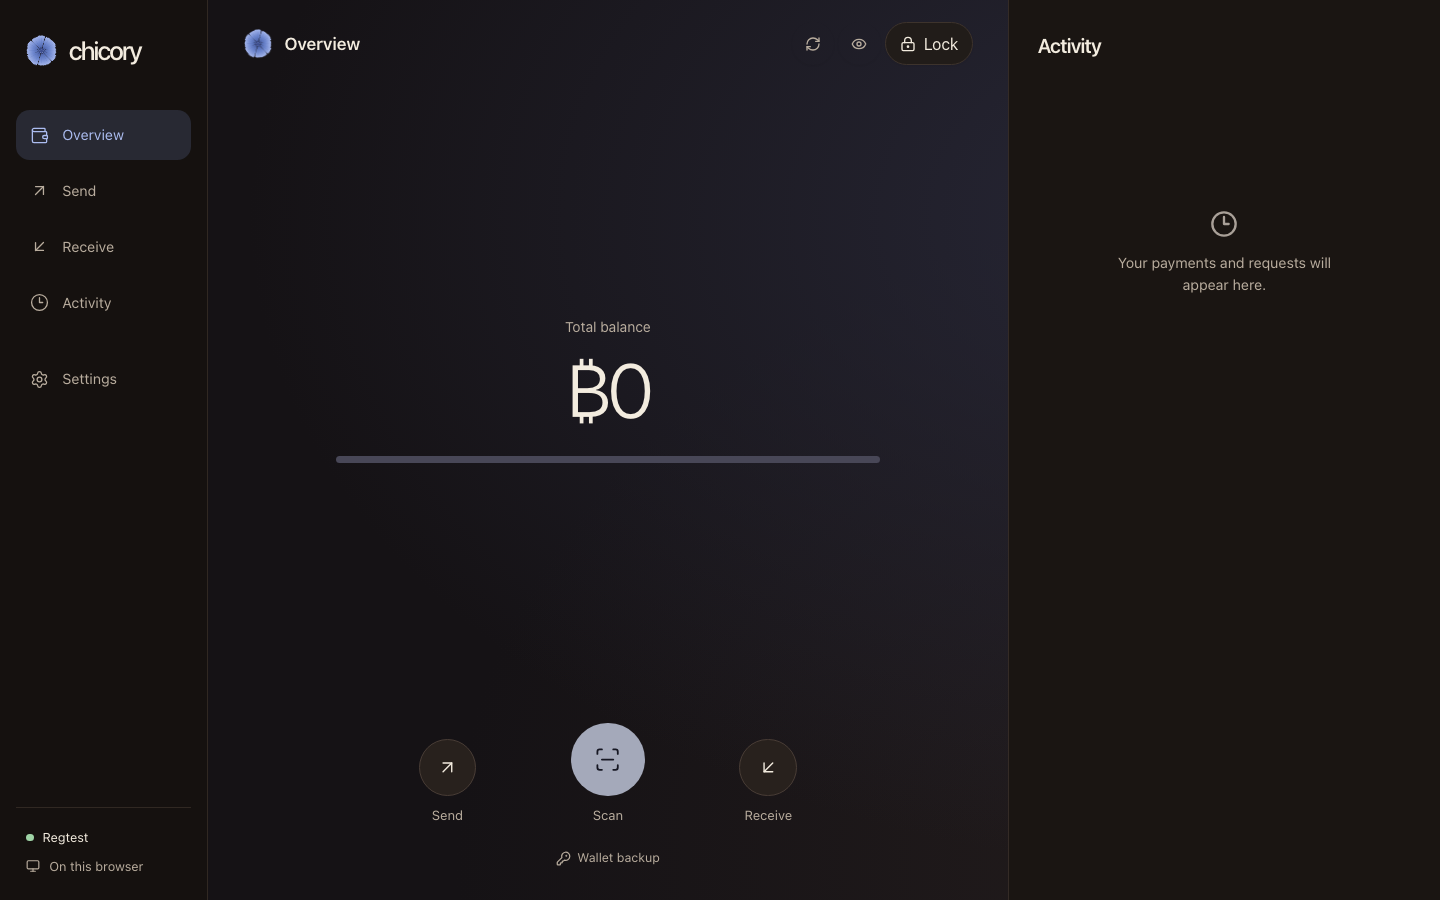 chicory
Overview
Send
Receive
Activity
Settings
Regtest
On this browser
Overview
Lock
Total balance
₿0
Send
Scan
Receive
Wallet backup
Activity
Your payments and requests will
appear here.